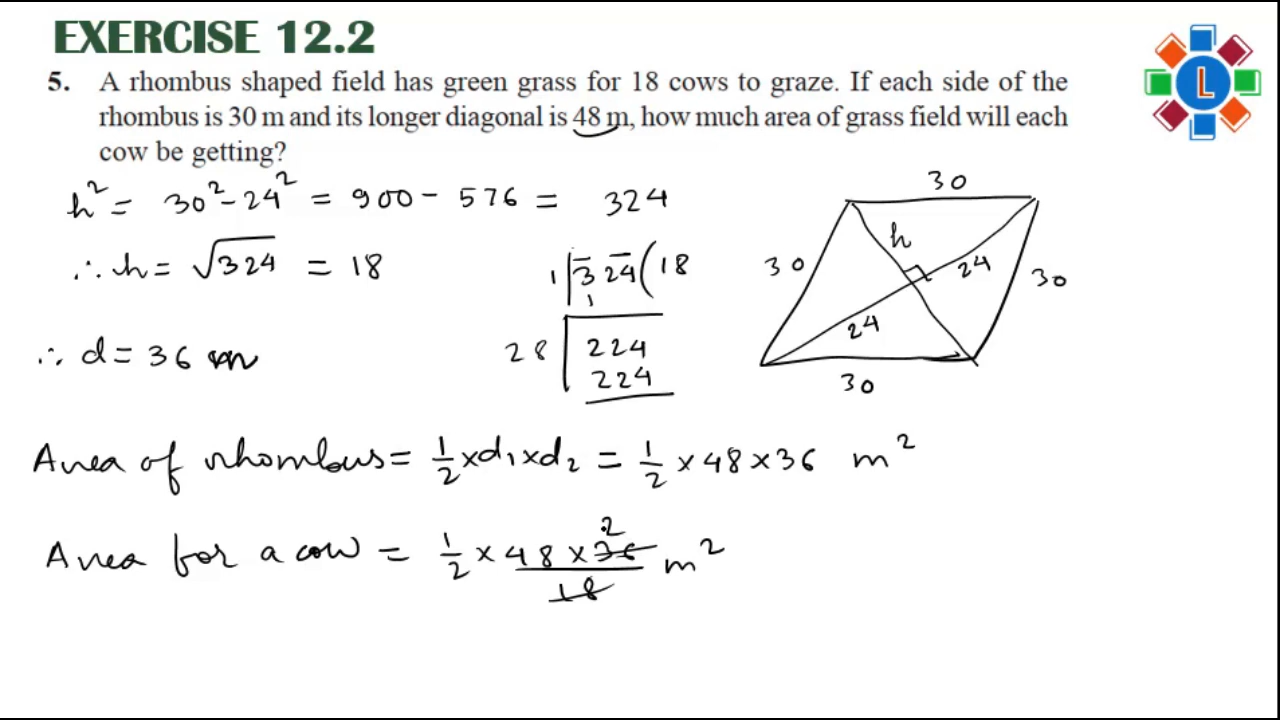 EXERCISE 12.2
L
5. A rhombus shaped field has green grass for 18 cows to graze. If each side of the
rhombus is 30 m and its longer diagonal is 48 m, how much area of grass field will each
cow be getting?
h² = 30² - 24² = 900 - 576 = 324
∴ h = √324 = 18
1 324 ( 18
1
28 224
224
∴ d = 36 m
30
h
30
24
30
24
30
Area of rhombus = 1/2 × d₁ × d₂ = 1/2 × 48 × 36 m²
2
Area for a cow = 1/2 × 48 × 36 m²
18